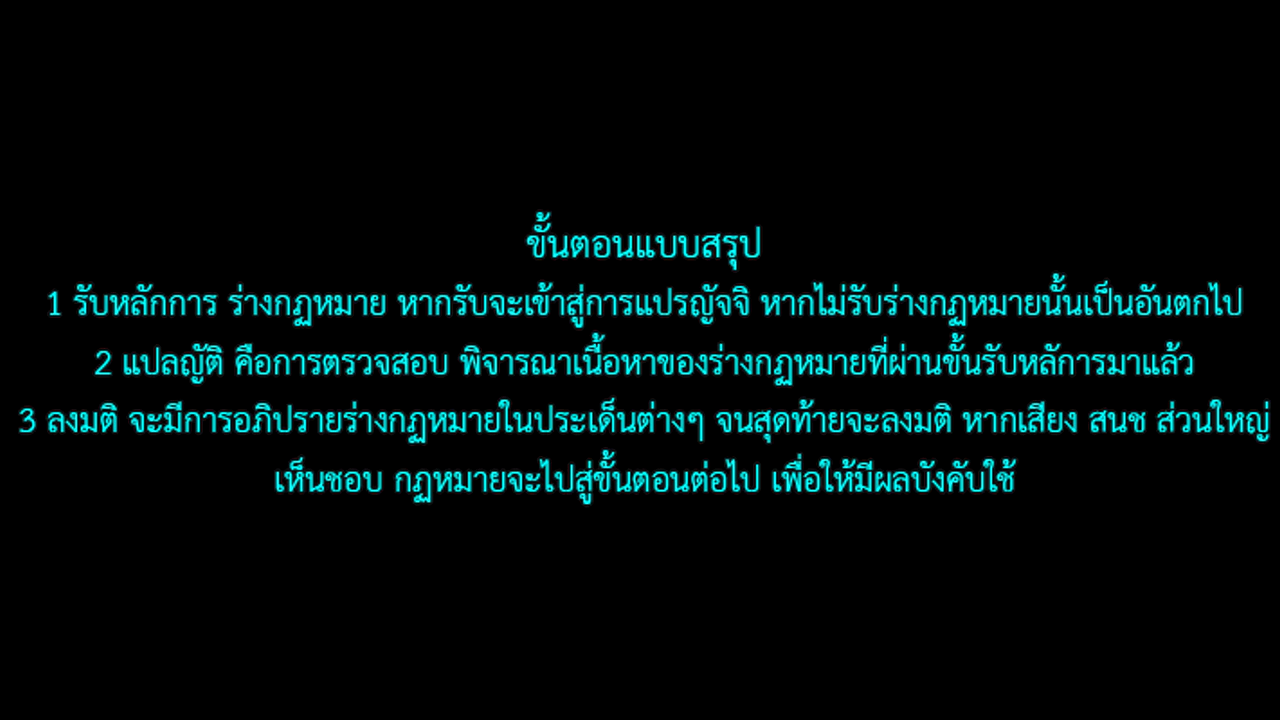 ขั้นตอนแบบสรุป
1 รับหลักการ ร่างกฏหมาย หากรับจะเข้าสู่การแปรญัจจิ หากไม่รับร่างกฏหมายนั้นเป็นอันตกไป
2 แปลญัติ คือการตรวจสอบ พิจารณาเนื้อหาของร่างกฏหมายที่ผ่านขั้นรับหลักการมาแล้ว
3 ลงมติ จะมีการอภิปรายร่างกฏหมายในประเด็นต่างๆ จนสุดท้ายจะลงมติ หากเสียง สนช ส่วนใหญ่
เห็นชอบ กฏหมายจะไปสู่ขั้นตอนต่อไป เพื่อให้มีผลบังคับใช้